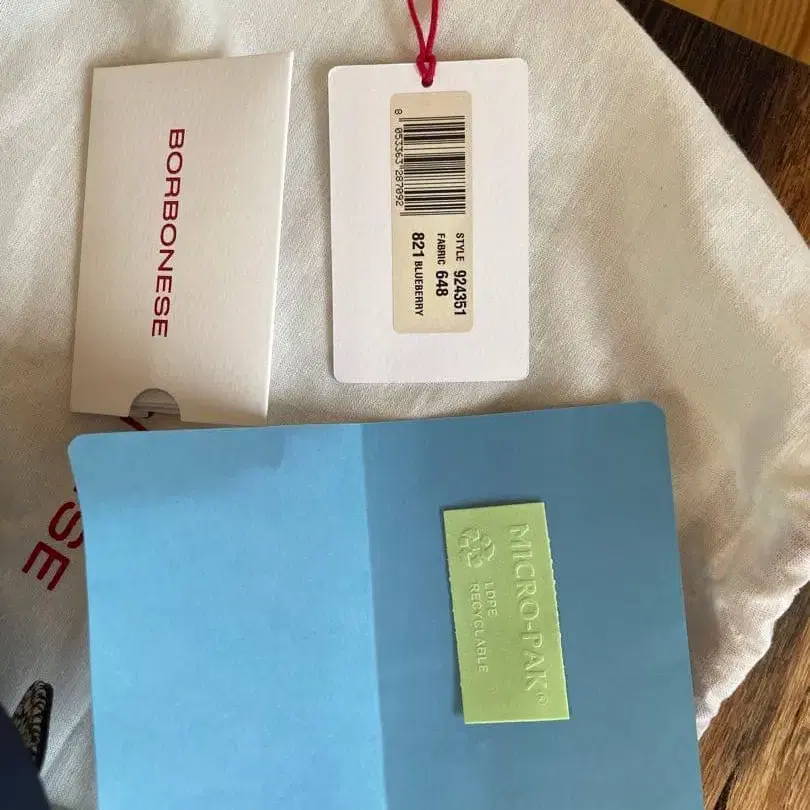 BORBONESE
8 053363 287092
STYLE 924351
FABRIC 648
821 BLUEBERRY
SE
MICRO-PAK®
LDPE
RECYCLABLE